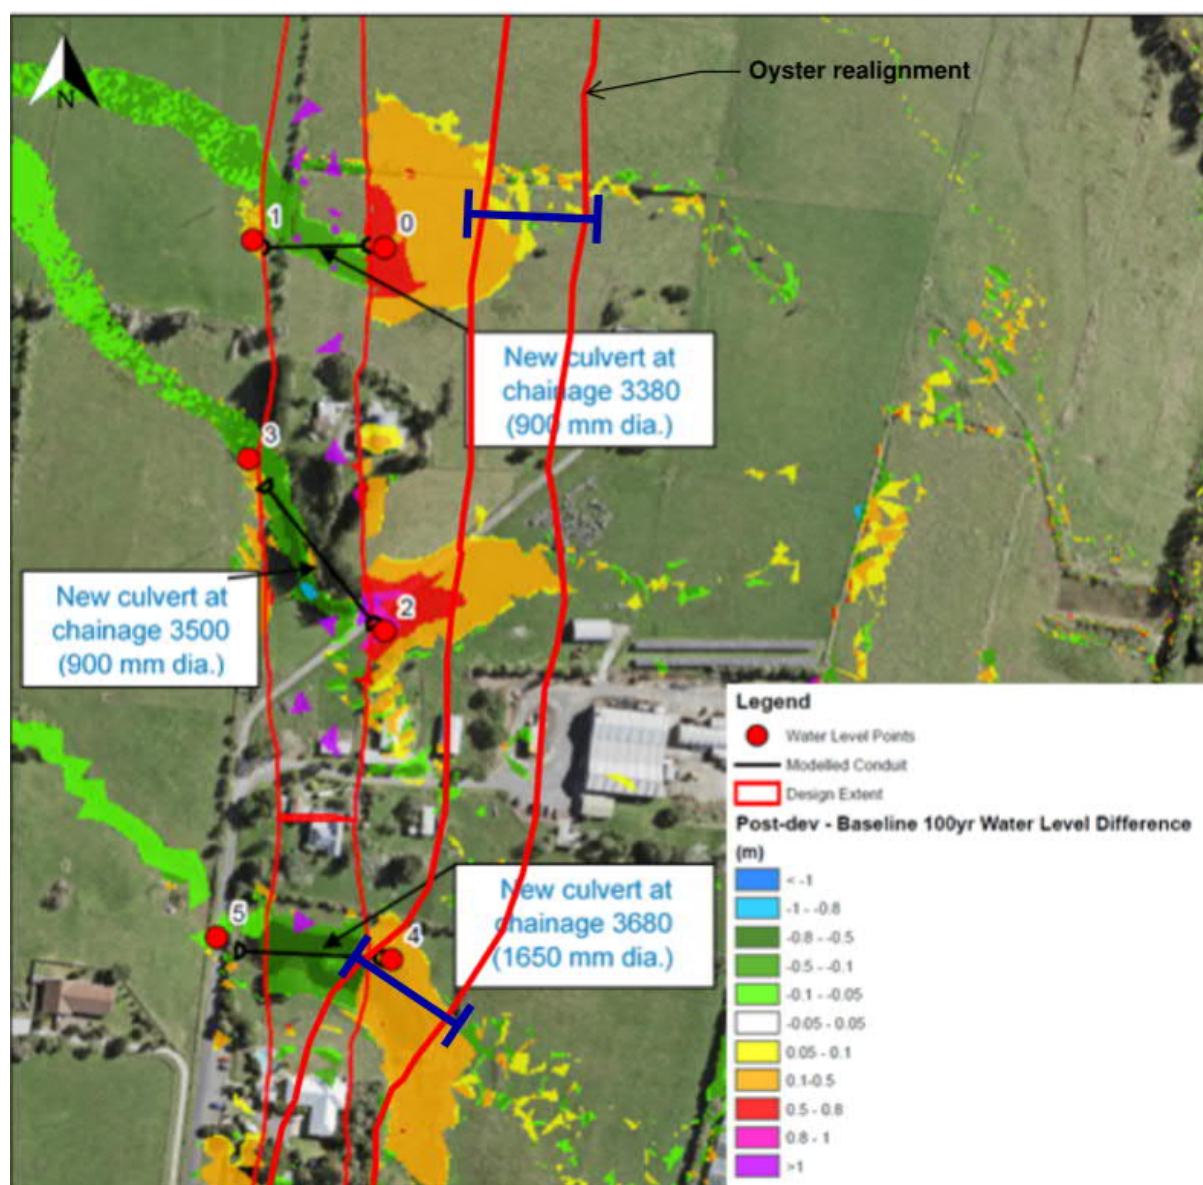 N
Oyster realignment
1
0
New culvert at
chainage 3380
(900 mm dia.)
3
New culvert at
chainage 3500
(900 mm dia.)
2
5
New culvert at
chainage 3680
(1650 mm dia.)
4
Legend
Water Level Points
Modelled Conduit
Design Extent
Post-dev - Baseline 100yr Water Level Difference
(m)
< -1
-1 - -0.8
-0.8 - -0.5
-0.5 - -0.1
-0.1 - -0.05
-0.05 - 0.05
0.05 - 0.1
0.1-0.5
0.5 - 0.8
0.8 - 1
>1